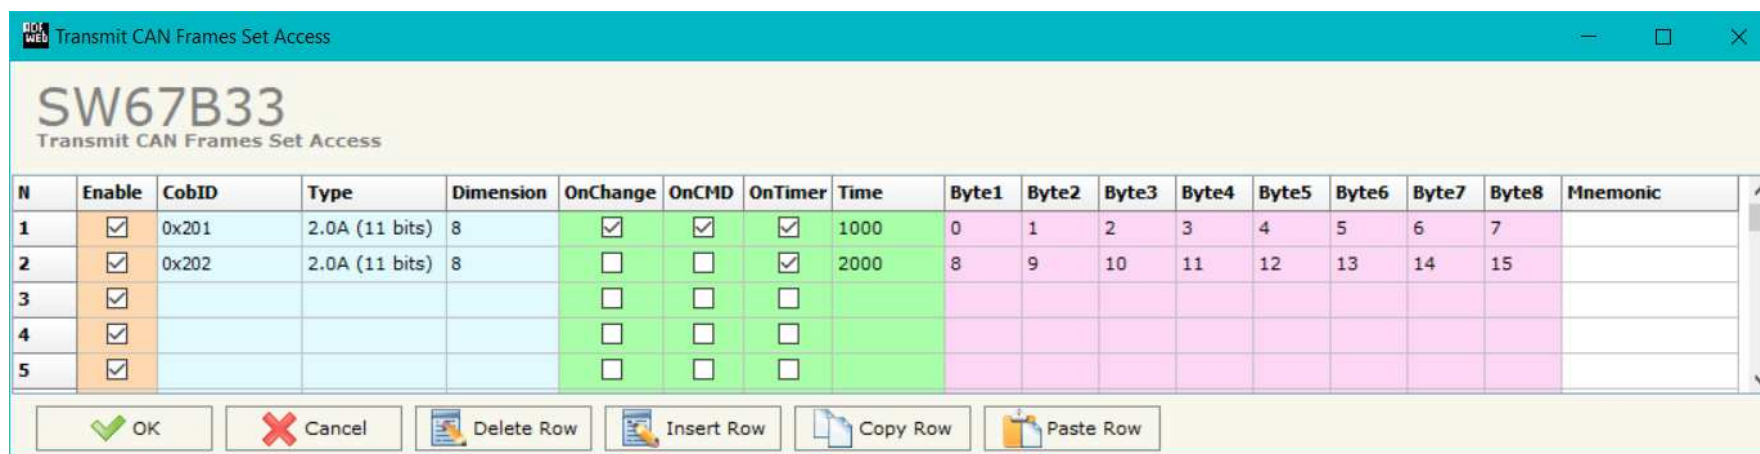 ADF
WEB Transmit CAN Frames Set Access
SW67B33
Transmit CAN Frames Set Access
N Enable CobID Type Dimension OnChange OnCMD OnTimer Time Byte1 Byte2 Byte3 Byte4 Byte5 Byte6 Byte7 Byte8 Mnemonic
1 0x201 2.0A (11 bits) 8 1000 0 1 2 3 4 5 6 7
2 0x202 2.0A (11 bits) 8 2000 8 9 10 11 12 13 14 15
3
4
5
OK Cancel Delete Row Insert Row Copy Row Paste Row